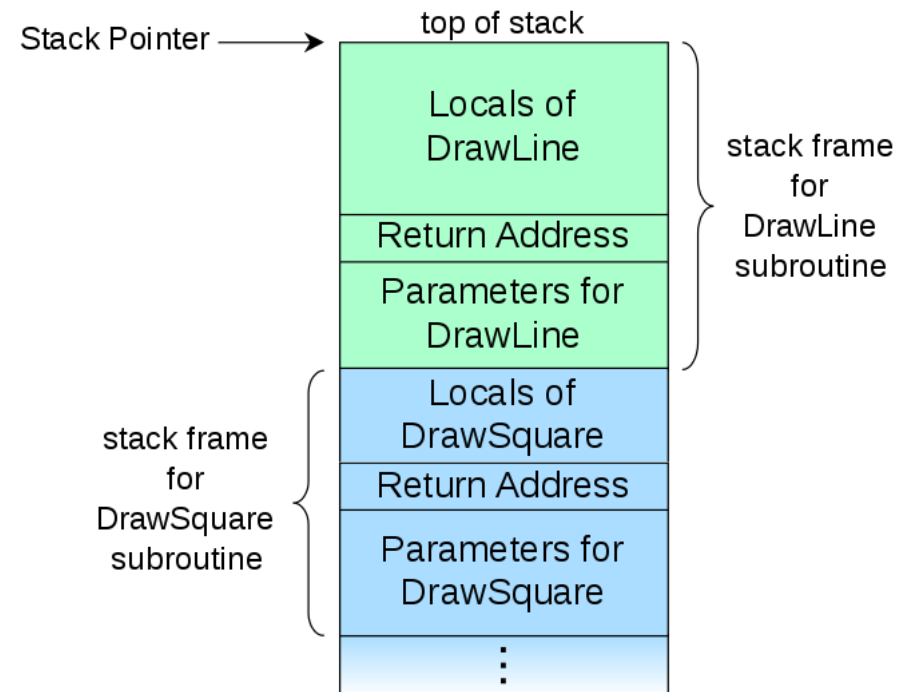 top of stack
Stack Pointer
Locals of
DrawLine
Return Address
Parameters for
DrawLine
stack frame
for
DrawLine
subroutine
Locals of
DrawSquare
Return Address
Parameters for
DrawSquare
stack frame
for
DrawSquare
subroutine
⋮